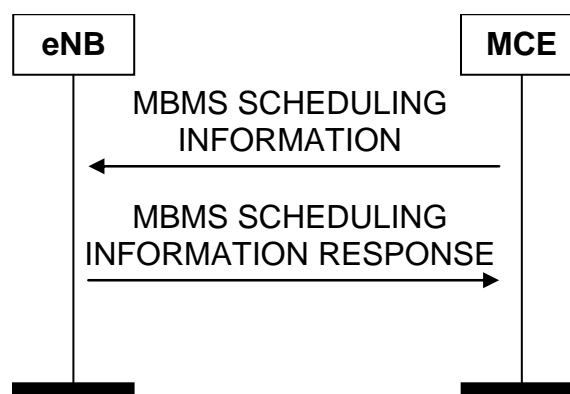 eNB
MCE
MBMS SCHEDULING
INFORMATION
MBMS SCHEDULING
INFORMATION RESPONSE